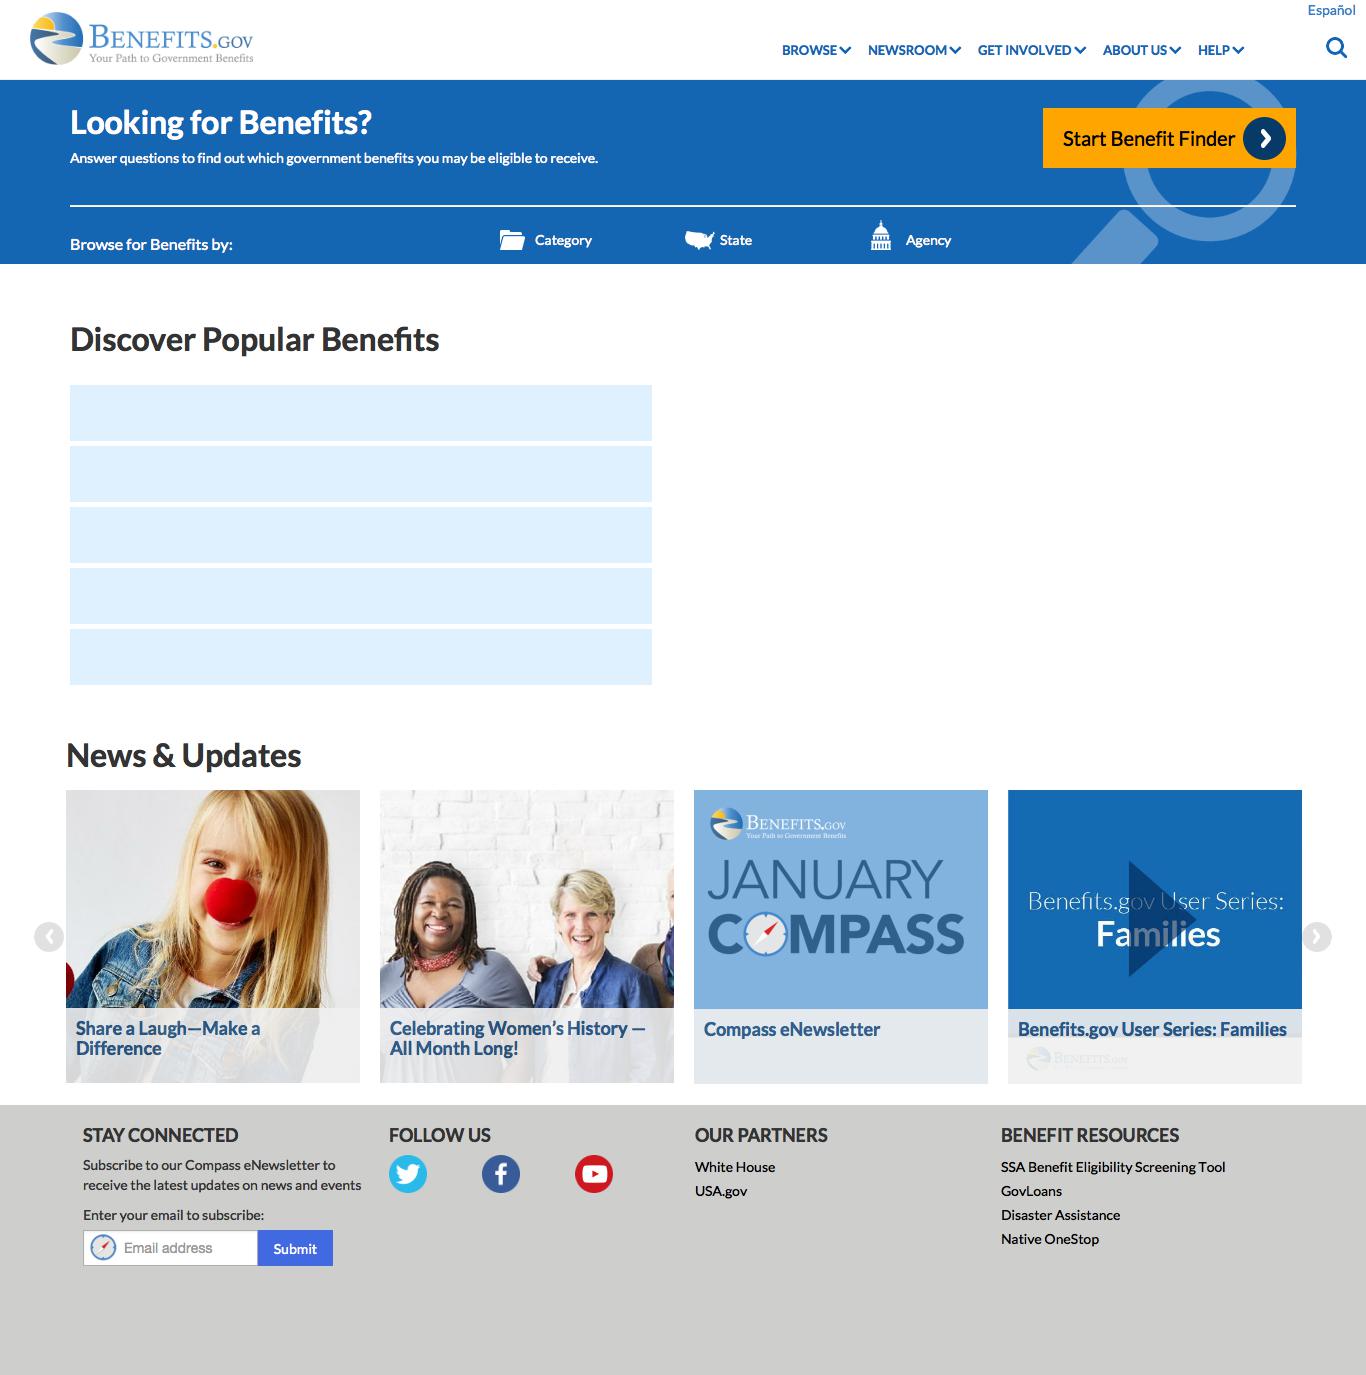 Español
BENEFITS.GOV
Your Path to Government Benefits
BROWSE
NEWSROOM
GET INVOLVED
ABOUT US
HELP
Looking for Benefits?
Answer questions to find out which government benefits you may be eligible to receive.
Start Benefit Finder
Browse for Benefits by:
Category
State
Agency
Discover Popular Benefits
News & Updates
Share a Laugh—Make a
Difference
Celebrating Women's History —
All Month Long!
BENEFITS.GOV
Your Path to Government Benefits
JANUARY
COMPASS
Compass eNewsletter
Benefits.gov User Series:
Families
Benefits.gov User Series: Families
BENEFITS.GOV
STAY CONNECTED
Subscribe to our Compass eNewsletter to
receive the latest updates on news and events
Enter your email to subscribe:
Email address
Submit
FOLLOW US
OUR PARTNERS
White House
USA.gov
BENEFIT RESOURCES
SSA Benefit Eligibility Screening Tool
GovLoans
Disaster Assistance
Native OneStop